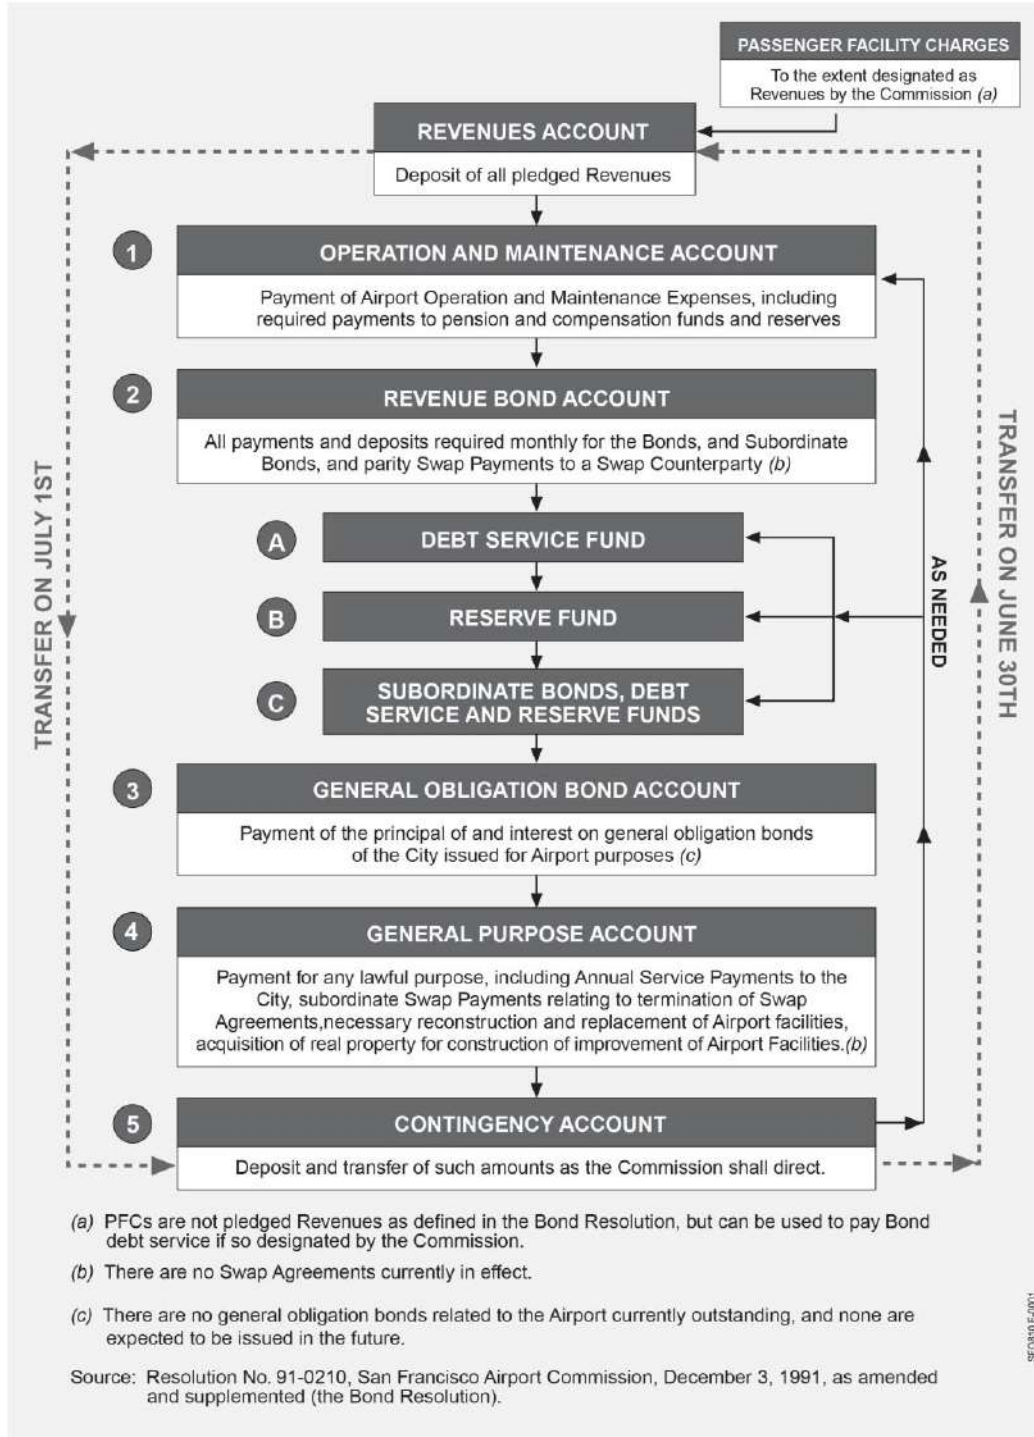 PASSENGER FACILITY CHARGES
To the extent designated as
Revenues by the Commission (a)
REVENUES ACCOUNT
Deposit of all pledged Revenues
1
OPERATION AND MAINTENANCE ACCOUNT
Payment of Airport Operation and Maintenance Expenses, including
required payments to pension and compensation funds and reserves
2
REVENUE BOND ACCOUNT
All payments and deposits required monthly for the Bonds, and Subordinate
Bonds, and parity Swap Payments to a Swap Counterparty (b)
A
DEBT SERVICE FUND
B
RESERVE FUND
C
SUBORDINATE BONDS, DEBT
SERVICE AND RESERVE FUNDS
3
GENERAL OBLIGATION BOND ACCOUNT
Payment of the principal of and interest on general obligation bonds
of the City issued for Airport purposes (c)
4
GENERAL PURPOSE ACCOUNT
Payment for any lawful purpose, including Annual Service Payments to the
City, subordinate Swap Payments relating to termination of Swap
Agreements,necessary reconstruction and replacement of Airport facilities,
acquisition of real property for construction of improvement of Airport Facilities.(b)
5
CONTINGENCY ACCOUNT
Deposit and transfer of such amounts as the Commission shall direct.
TRANSFER ON JULY 1ST
AS NEEDED
TRANSFER ON JUNE 30TH
(a) PFCs are not pledged Revenues as defined in the Bond Resolution, but can be used to pay Bond
debt service if so designated by the Commission.
(b) There are no Swap Agreements currently in effect.
(c) There are no general obligation bonds related to the Airport currently outstanding, and none are
expected to be issued in the future.
Source: Resolution No. 91-0210, San Francisco Airport Commission, December 3, 1991, as amended
and supplemented (the Bond Resolution).